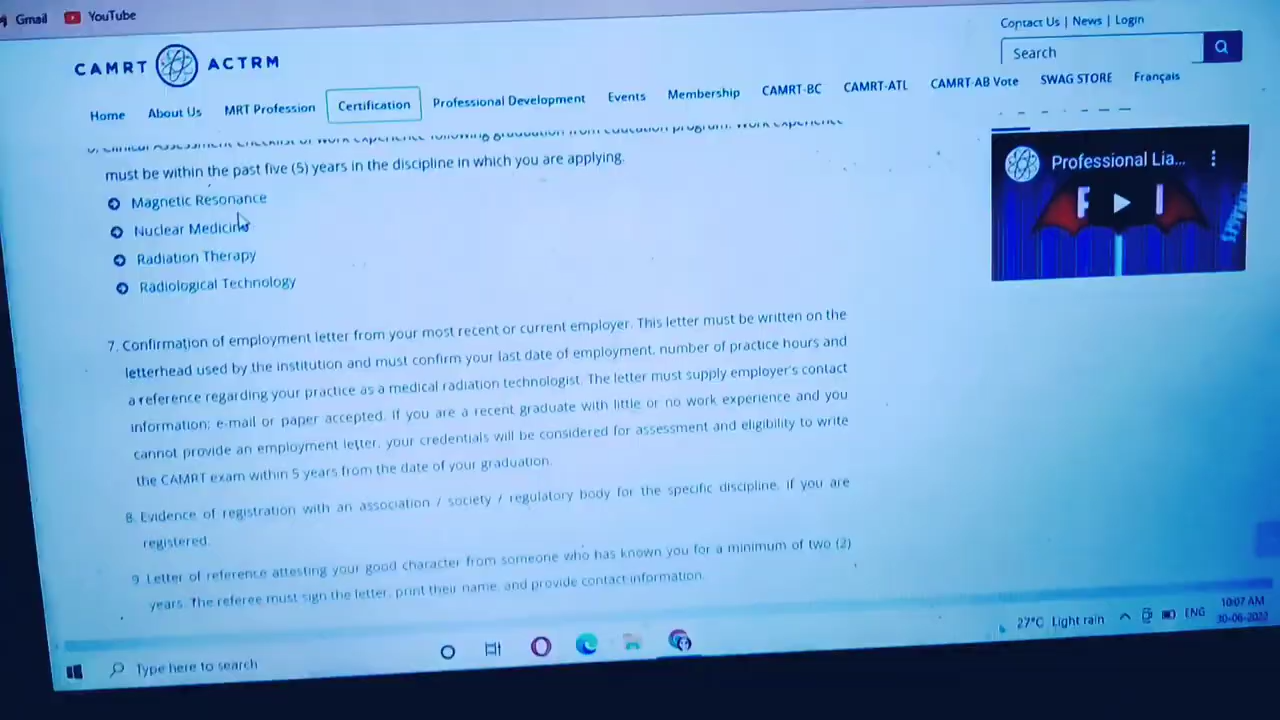 Gmail
YouTube
Contact Us | News | Login
CAMRT ACTRM
Search
Home
About Us
MRT Profession
Certification
Professional Development
Events
Membership
CAMRT-BC
CAMRT-ATL
CAMRT-AB Vote
SWAG STORE
Français
must be within the past five (5) years in the discipline in which you are applying.
Magnetic Resonance
Nuclear Medicine
Radiation Therapy
Radiological Technology
Professional Lia...
7. Confirmation of employment letter from your most recent or current employer. This letter must be written on the
letterhead used by the institution and must confirm your last date of employment, number of practice hours and
a reference regarding your practice as a medical radiation technologist. The letter must supply employer's contact
information; e-mail or paper accepted. If you are a recent graduate with little or no work experience and you
cannot provide an employment letter, your credentials will be considered for assessment and eligibility to write
the CAMRT exam within 5 years from the date of your graduation.
8. Evidence of registration with an association / society / regulatory body for the specific discipline, if you are
registered.
9. Letter of reference attesting your good character from someone who has known you for a minimum of two (2)
years. The referee must sign the letter, print their name, and provide contact information.
Type here to search
27°C Light rain
ENG
10:07 AM
30-06-2022